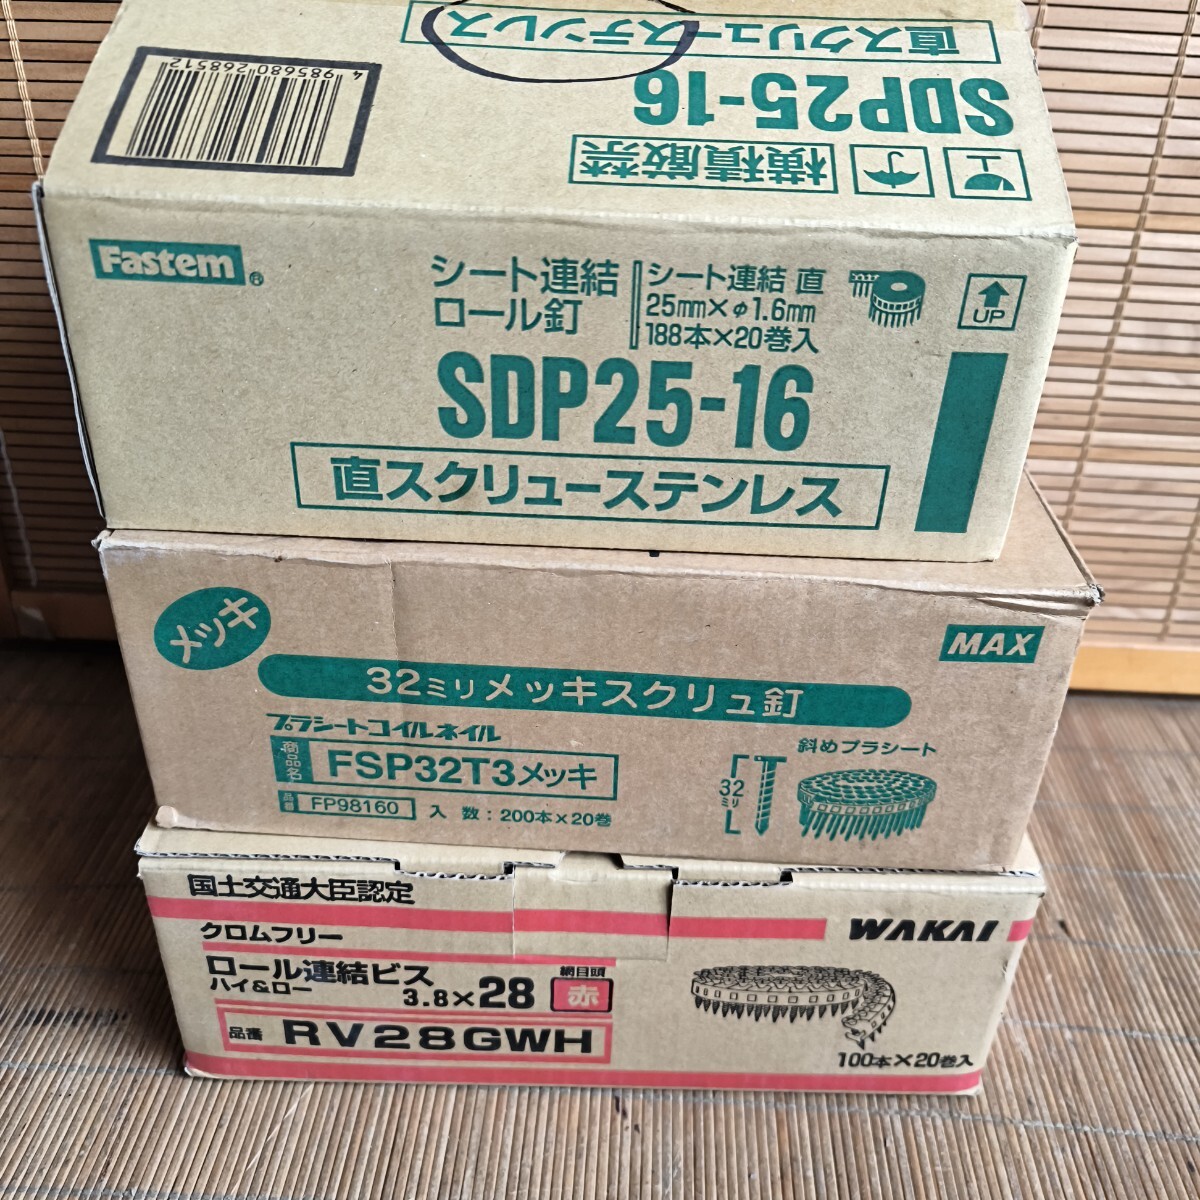 直スクリューステンレス
SDP25-16
横積厳禁
4 985680 268512
Fastem®
シート連結
ロール釘
シート連結 直
25mm×φ1.6mm
188本×20巻入
UP
SDP25-16
直スクリューステンレス
メッキ
MAX
32ミリメッキスクリュ釘
プラシートコイルネイル
商品名
FSP32T3メッキ
品番
FP98160
入 数:200本×20巻
32ミリ
斜めプラシート
国土交通大臣認定
WAKAI
クロムフリー
ロール連結ビス
ハイ&ロー
3.8×28
網目頭
赤
品番 RV28GWH
100本×20巻入